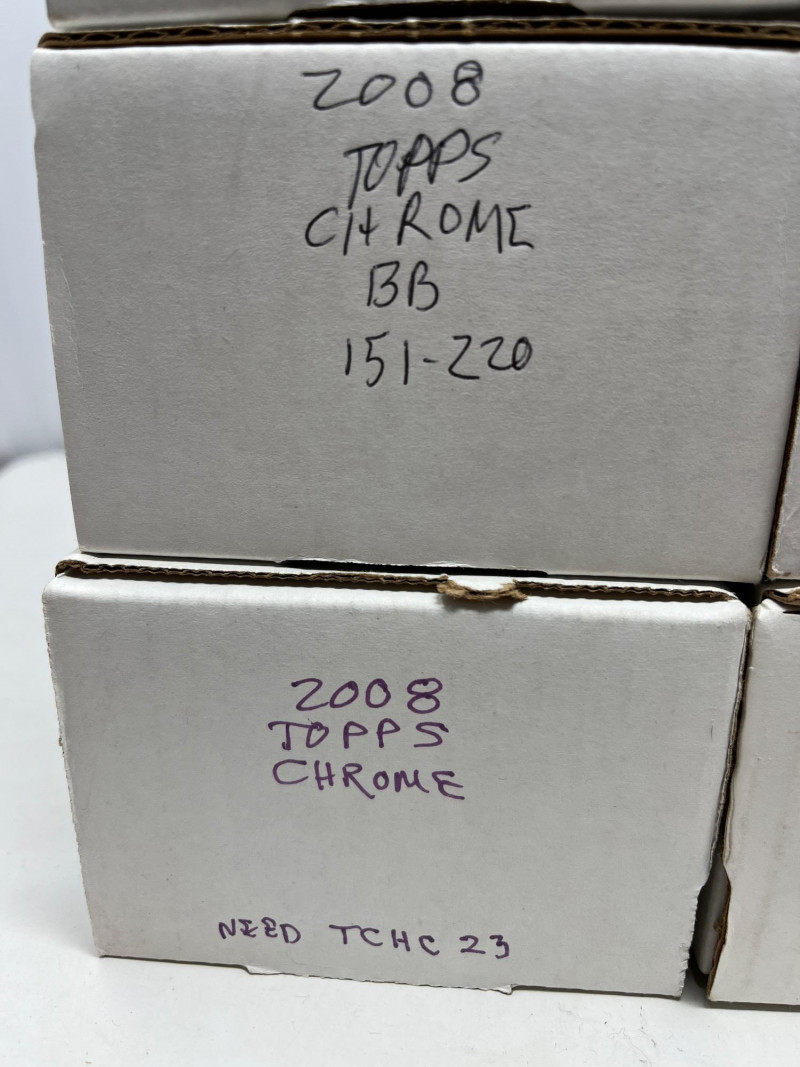 2008
TOPPS
CHROME
BB
151-220
2008
TOPPS
CHROME
NEED TCHC 23